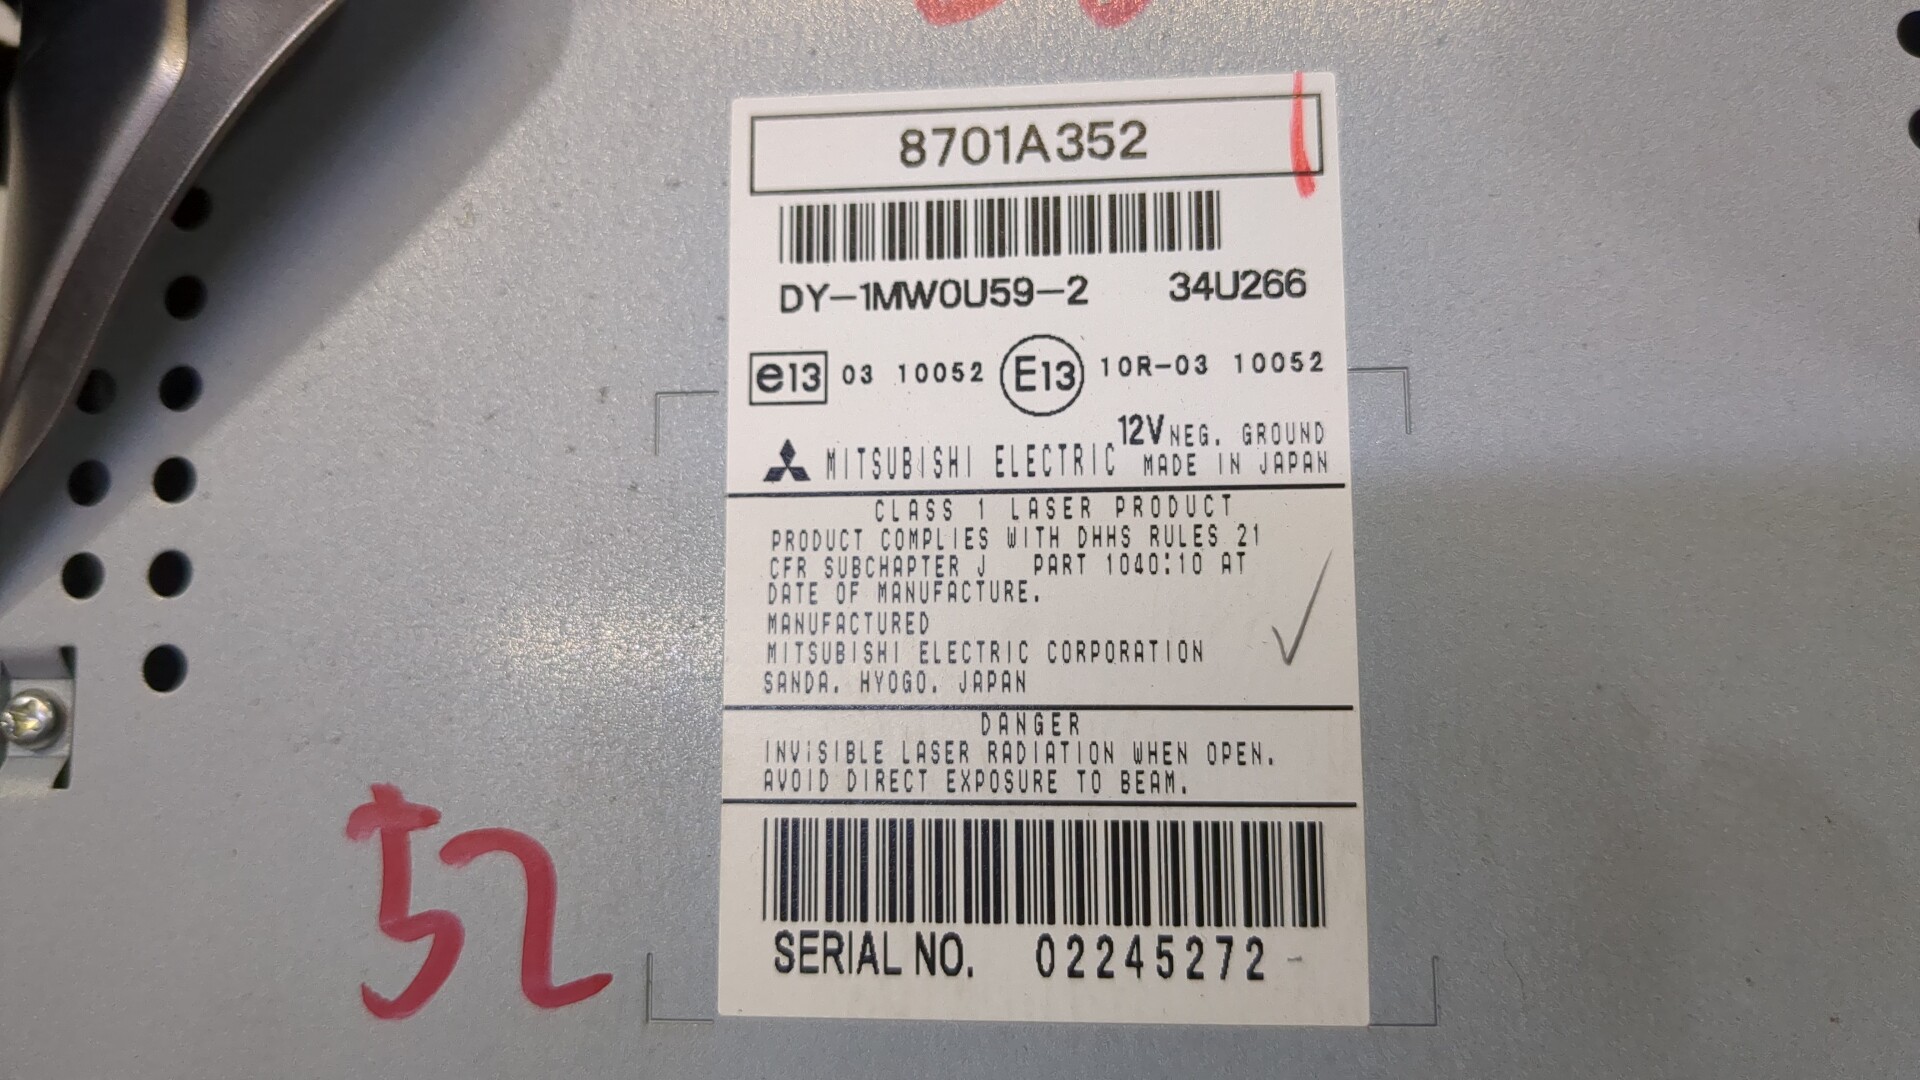 8701A352
DY-1MW0U59-2 34U266
e13 03 10052 E13 10R-03 10052
12V NEG. GROUND
MITSUBISHI ELECTRIC MADE IN JAPAN
CLASS 1 LASER PRODUCT
PRODUCT COMPLIES WITH DHHS RULES 21
CFR SUBCHAPTER J PART 1040:10 AT
DATE OF MANUFACTURE.
MANUFACTURED
MITSUBISHI ELECTRIC CORPORATION
SANDA. HYOGO. JAPAN
DANGER
INVISIBLE LASER RADIATION WHEN OPEN.
AVOID DIRECT EXPOSURE TO BEAM.
SERIAL NO. 02245272
52